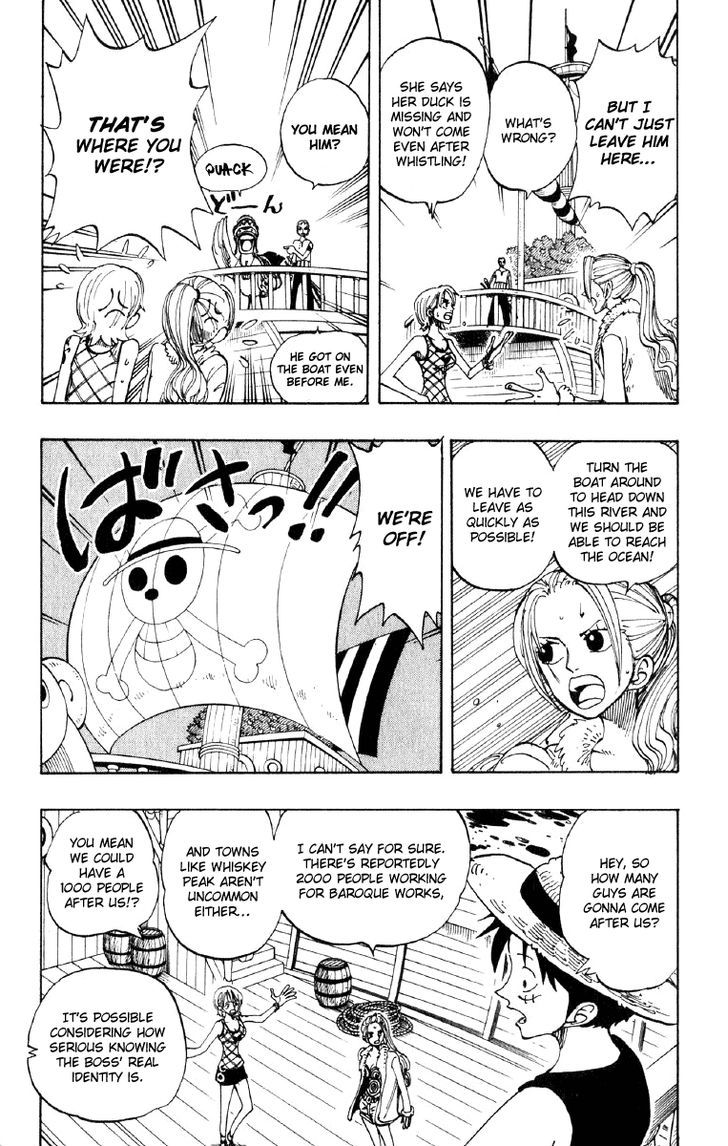 BUT I
CAN'T JUST
LEAVE HIM
HERE...
WHAT'S
WRONG?
SHE SAYS
HER DUCK IS
MISSING AND
WON'T COME
EVEN AFTER
WHISTLING!
YOU MEAN
HIM?
QUACK
どーん
THAT'S
WHERE YOU
WERE!?
HE GOT ON
THE BOAT EVEN
BEFORE ME.
TURN THE
BOAT AROUND
TO HEAD DOWN
THIS RIVER AND
WE SHOULD BE
ABLE TO REACH
THE OCEAN!
WE HAVE TO
LEAVE AS
QUICKLY AS
POSSIBLE!
WE'RE
OFF!
ばさっ!!
HEY, SO
HOW MANY
GUYS ARE
GONNA COME
AFTER US?
I CAN'T SAY FOR SURE.
THERE'S REPORTEDLY
2000 PEOPLE WORKING
FOR BAROQUE WORKS,
AND TOWNS
LIKE WHISKEY
PEAK AREN'T
UNCOMMON
EITHER...
YOU MEAN
WE COULD
HAVE A
1000 PEOPLE
AFTER US!?
IT'S POSSIBLE
CONSIDERING HOW
SERIOUS KNOWING
THE BOSS' REAL
IDENTITY IS.